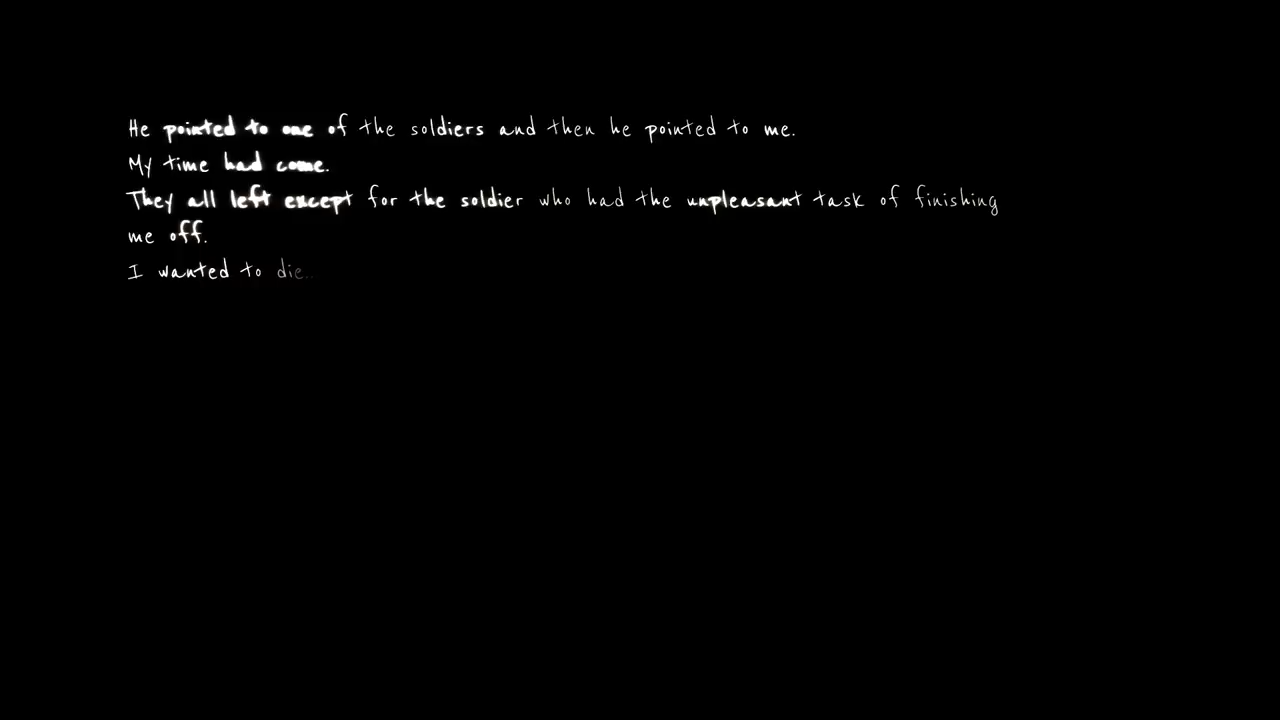 He pointed to one of the soldiers and then he pointed to me.
My time had come.
They all left except for the soldier who had the unpleasant task of finishing
me off.
I wanted to die...